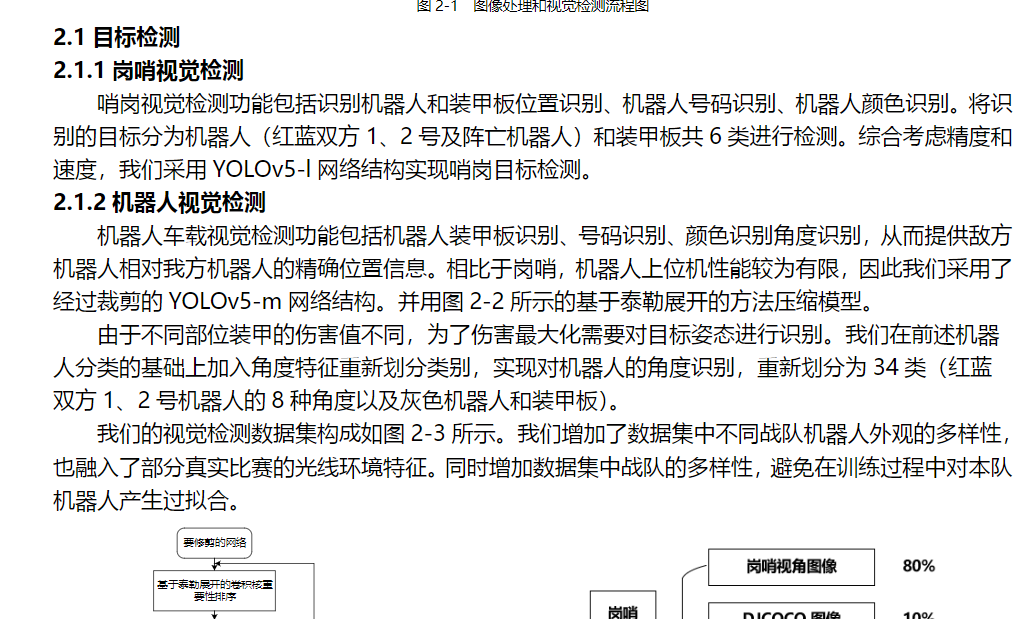 图 2-1 图像处理和视觉检测流程图
2.1 目标检测
2.1.1 岗哨视觉检测
哨岗视觉检测功能包括识别机器人和装甲板位置识别、机器人号码识别、机器人颜色识别。将识
别的目标分为机器人（红蓝双方 1、2 号及阵亡机器人）和装甲板共 6 类进行检测。综合考虑精度和
速度，我们采用 YOLOv5-l 网络结构实现哨岗目标检测。
2.1.2 机器人视觉检测
机器人车载视觉检测功能包括机器人装甲板识别、号码识别、颜色识别角度识别，从而提供敌方
机器人相对我方机器人的精确位置信息。相比于岗哨，机器人上位机性能较为有限，因此我们采用了
经过裁剪的 YOLOv5-m 网络结构。并用图 2-2 所示的基于泰勒展开的方法压缩模型。
由于不同部位装甲的伤害值不同，为了伤害最大化需要对目标姿态进行识别。我们在前述机器
人分类的基础上加入角度特征重新划分类别，实现对机器人的角度识别，重新划分为 34 类（红蓝
双方 1、2 号机器人的 8 种角度以及灰色机器人和装甲板）。
我们的视觉检测数据集构成如图 2-3 所示。我们增加了数据集中不同战队机器人外观的多样性，
也融入了部分真实比赛的光线环境特征。同时增加数据集中战队的多样性，避免在训练过程中对本队
机器人产生过拟合。
要修剪的网络
基于泰勒展开的卷积核重
要性排序
岗哨视角图像 80%
岗哨
DJCOCO 图像 10%